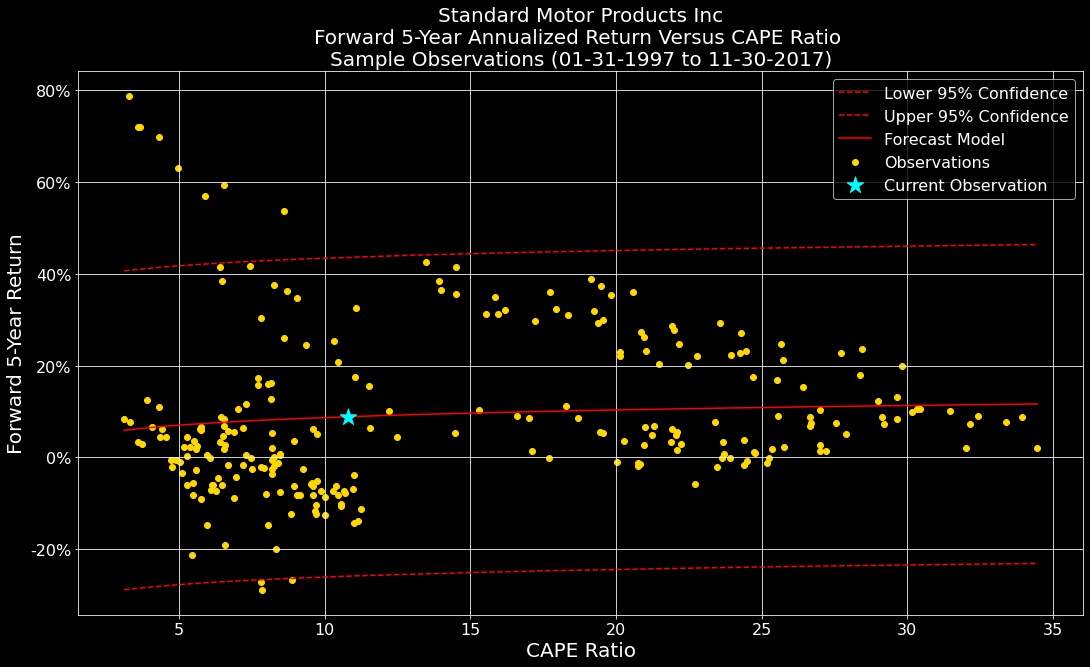 Standard Motor Products Inc
Forward 5-Year Annualized Return Versus CAPE Ratio
Sample Observations (01-31-1997 to 11-30-2017)
Lower 95% Confidence
Upper 95% Confidence
Forecast Model
Observations
Current Observation
Forward 5-Year Return
80%
60%
40%
20%
0%
-20%
5 10 15 20 25 30 35
CAPE Ratio